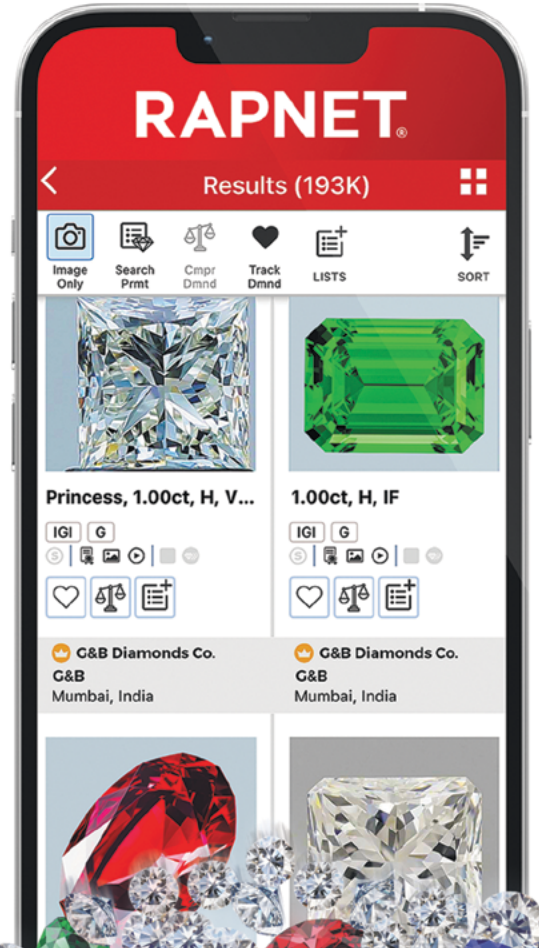 RAPNET®
Results (193K)
Image Only
Search Prmt
Cmpr Dmnd
Track Dmnd
LISTS
SORT
Princess, 1.00ct, H, V...
IGI G
S
1.00ct, H, IF
IGI G
S
G&B Diamonds Co.
G&B
Mumbai, India
G&B Diamonds Co.
G&B
Mumbai, India